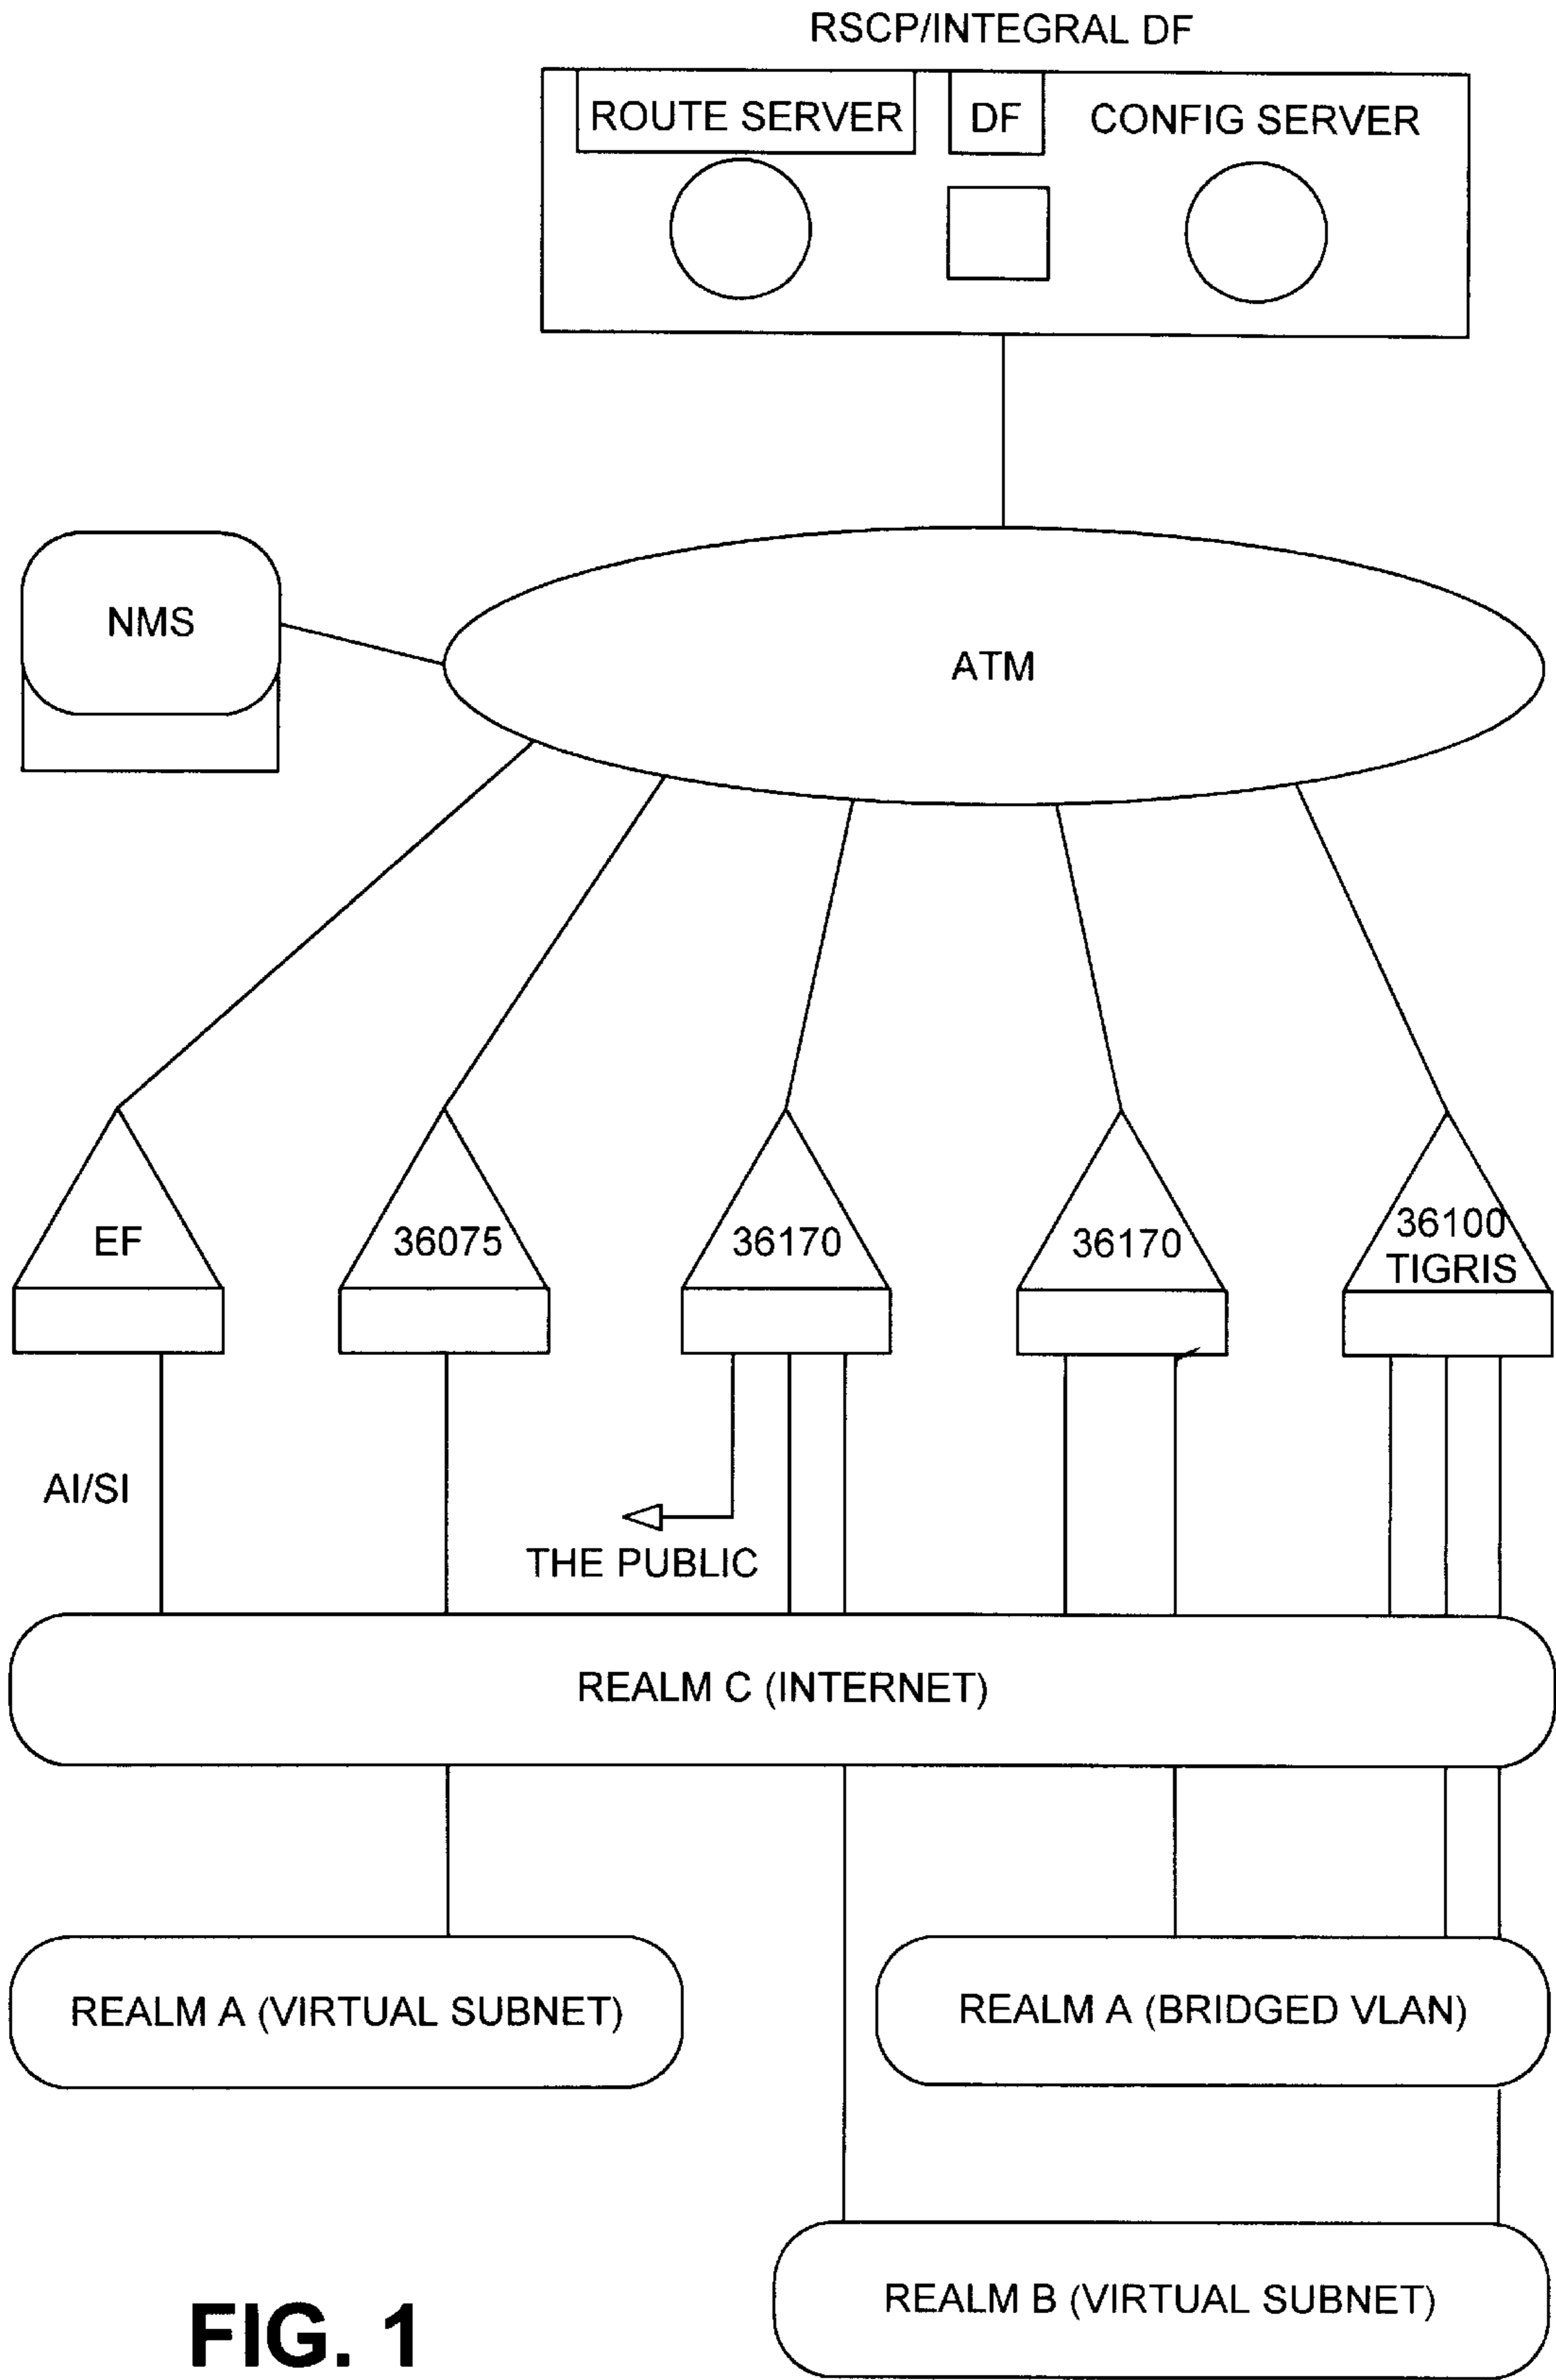 RSCP/INTEGRAL DF
ROUTE SERVER
DF
CONFIG SERVER
NMS
ATM
EF
36075
36170
36170
36100
TIGRIS
AI/SI
THE PUBLIC
REALM C (INTERNET)
REALM A (VIRTUAL SUBNET)
REALM A (BRIDGED VLAN)
REALM B (VIRTUAL SUBNET)
FIG. 1